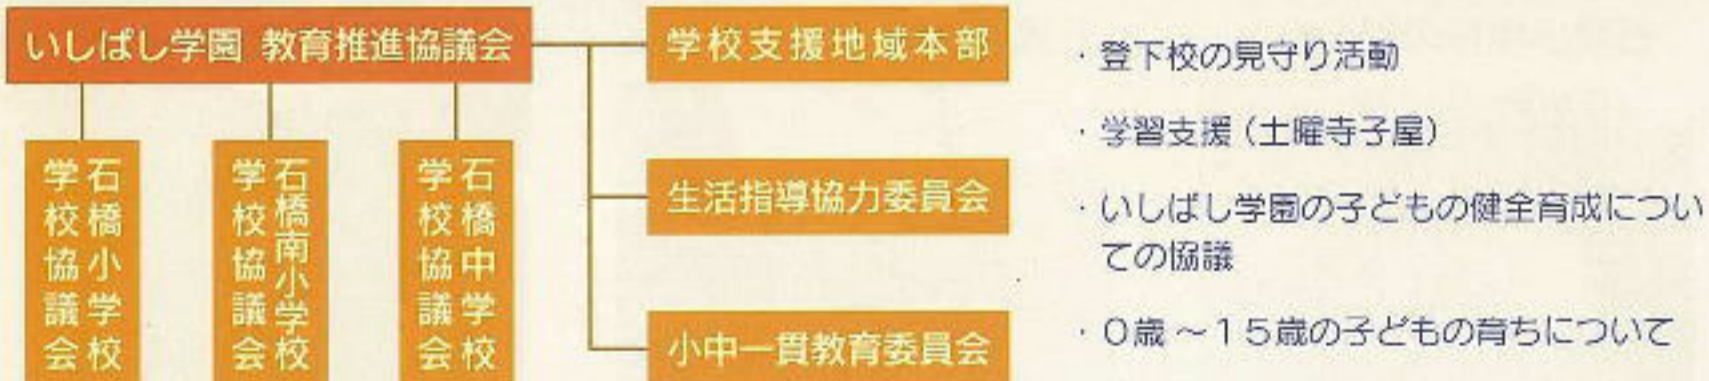 いしばし学園 教育推進協議会
石橋小学校
学校協議会
石橋南小学校
学校協議会
石橋中学校
学校協議会
学校支援地域本部
生活指導協力委員会
小中一貫教育委員会
・登下校の見守り活動
・学習支援（土曜寺子屋）
・いしばし学園の子どもの健全育成につい
ての協議
・０歳～１５歳の子どもの育ちについて